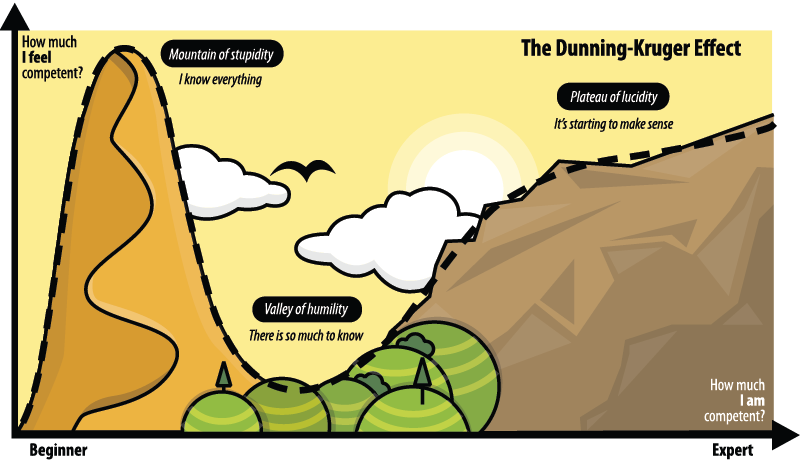 How much
I feel
competent?
Mountain of stupidity
I know everything
The Dunning-Kruger Effect
Plateau of lucidity
It's starting to make sense
Valley of humility
There is so much to know
How much
I am
competent?
Beginner
Expert